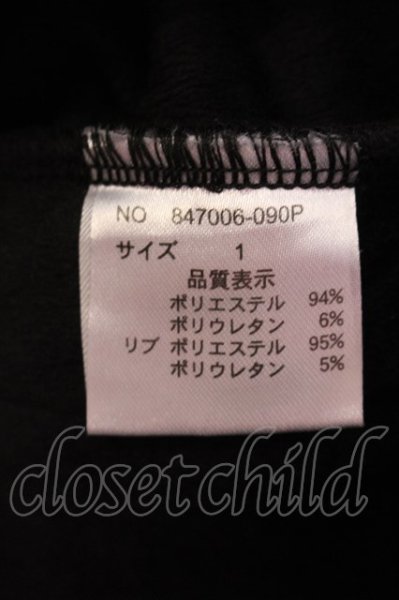 NO 847006-090P
サイズ 1
品質表示
ポリエステル 94%
ポリウレタン 6%
リブ ポリエステル 95%
ポリウレタン 5%
closetchild